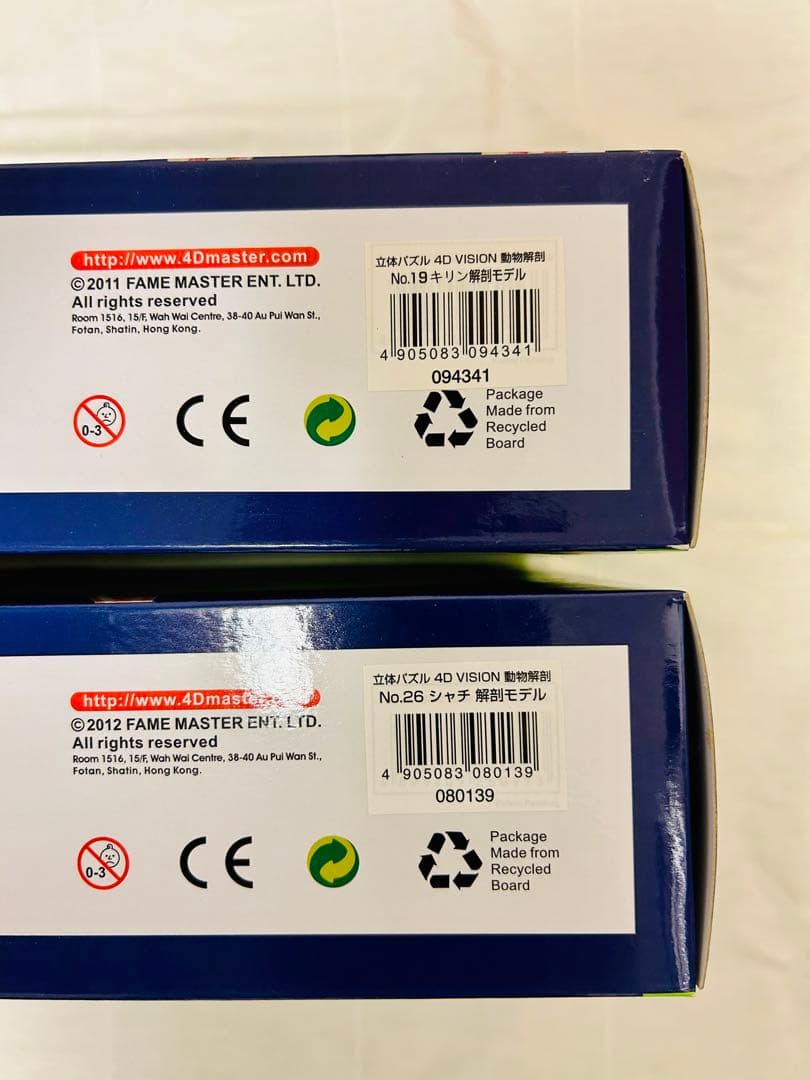 http://www.4Dmaster.com
©2011 FAME MASTER ENT. LTD.
All rights reserved
Room 1516, 15/F, Wah Wai Centre, 38-40 Au Pui Wan St.,
Fotan, Shatin, Hong Kong.
立体パズル 4D VISION 動物解剖
No.19キリン解剖モデル
4 905083 094341
094341
0-3
CE
Package
Made from
Recycled
Board
http://www.4Dmaster.com
©2012 FAME MASTER ENT. LTD.
All rights reserved
Room 1516, 15/F, Wah Wai Centre, 38-40 Au Pui Wan St.,
Fotan, Shatin, Hong Kong.
立体パズル 4D VISION 動物解剖
No.26 シャチ 解剖モデル
4 905083 080139
080139
0-3
CE
Package
Made from
Recycled
Board